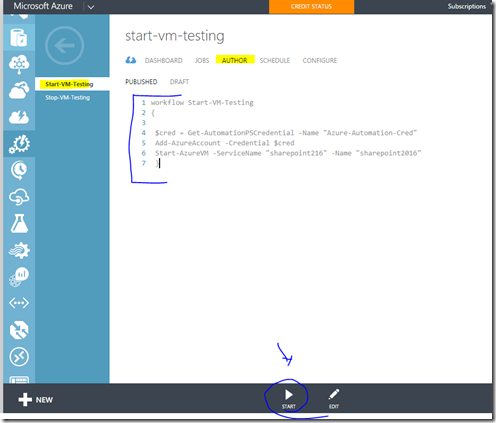 Microsoft Azure
CREDIT STATUS
Subscriptions
start-vm-testing
DASHBOARD JOBS AUTHOR SCHEDULE CONFIGURE
PUBLISHED DRAFT
Start-VM-Testing
Stop-VM-Testing
1 workflow Start-VM-Testing
2 {
3
4 $cred = Get-AutomationPSCredential -Name "Azure-Automation-Cred"
5 Add-AzureAccount -Credential $cred
6 Start-AzureVM -ServiceName "sharepoint216" -Name "sharepoint2016"
7 }
NEW
START
EDIT